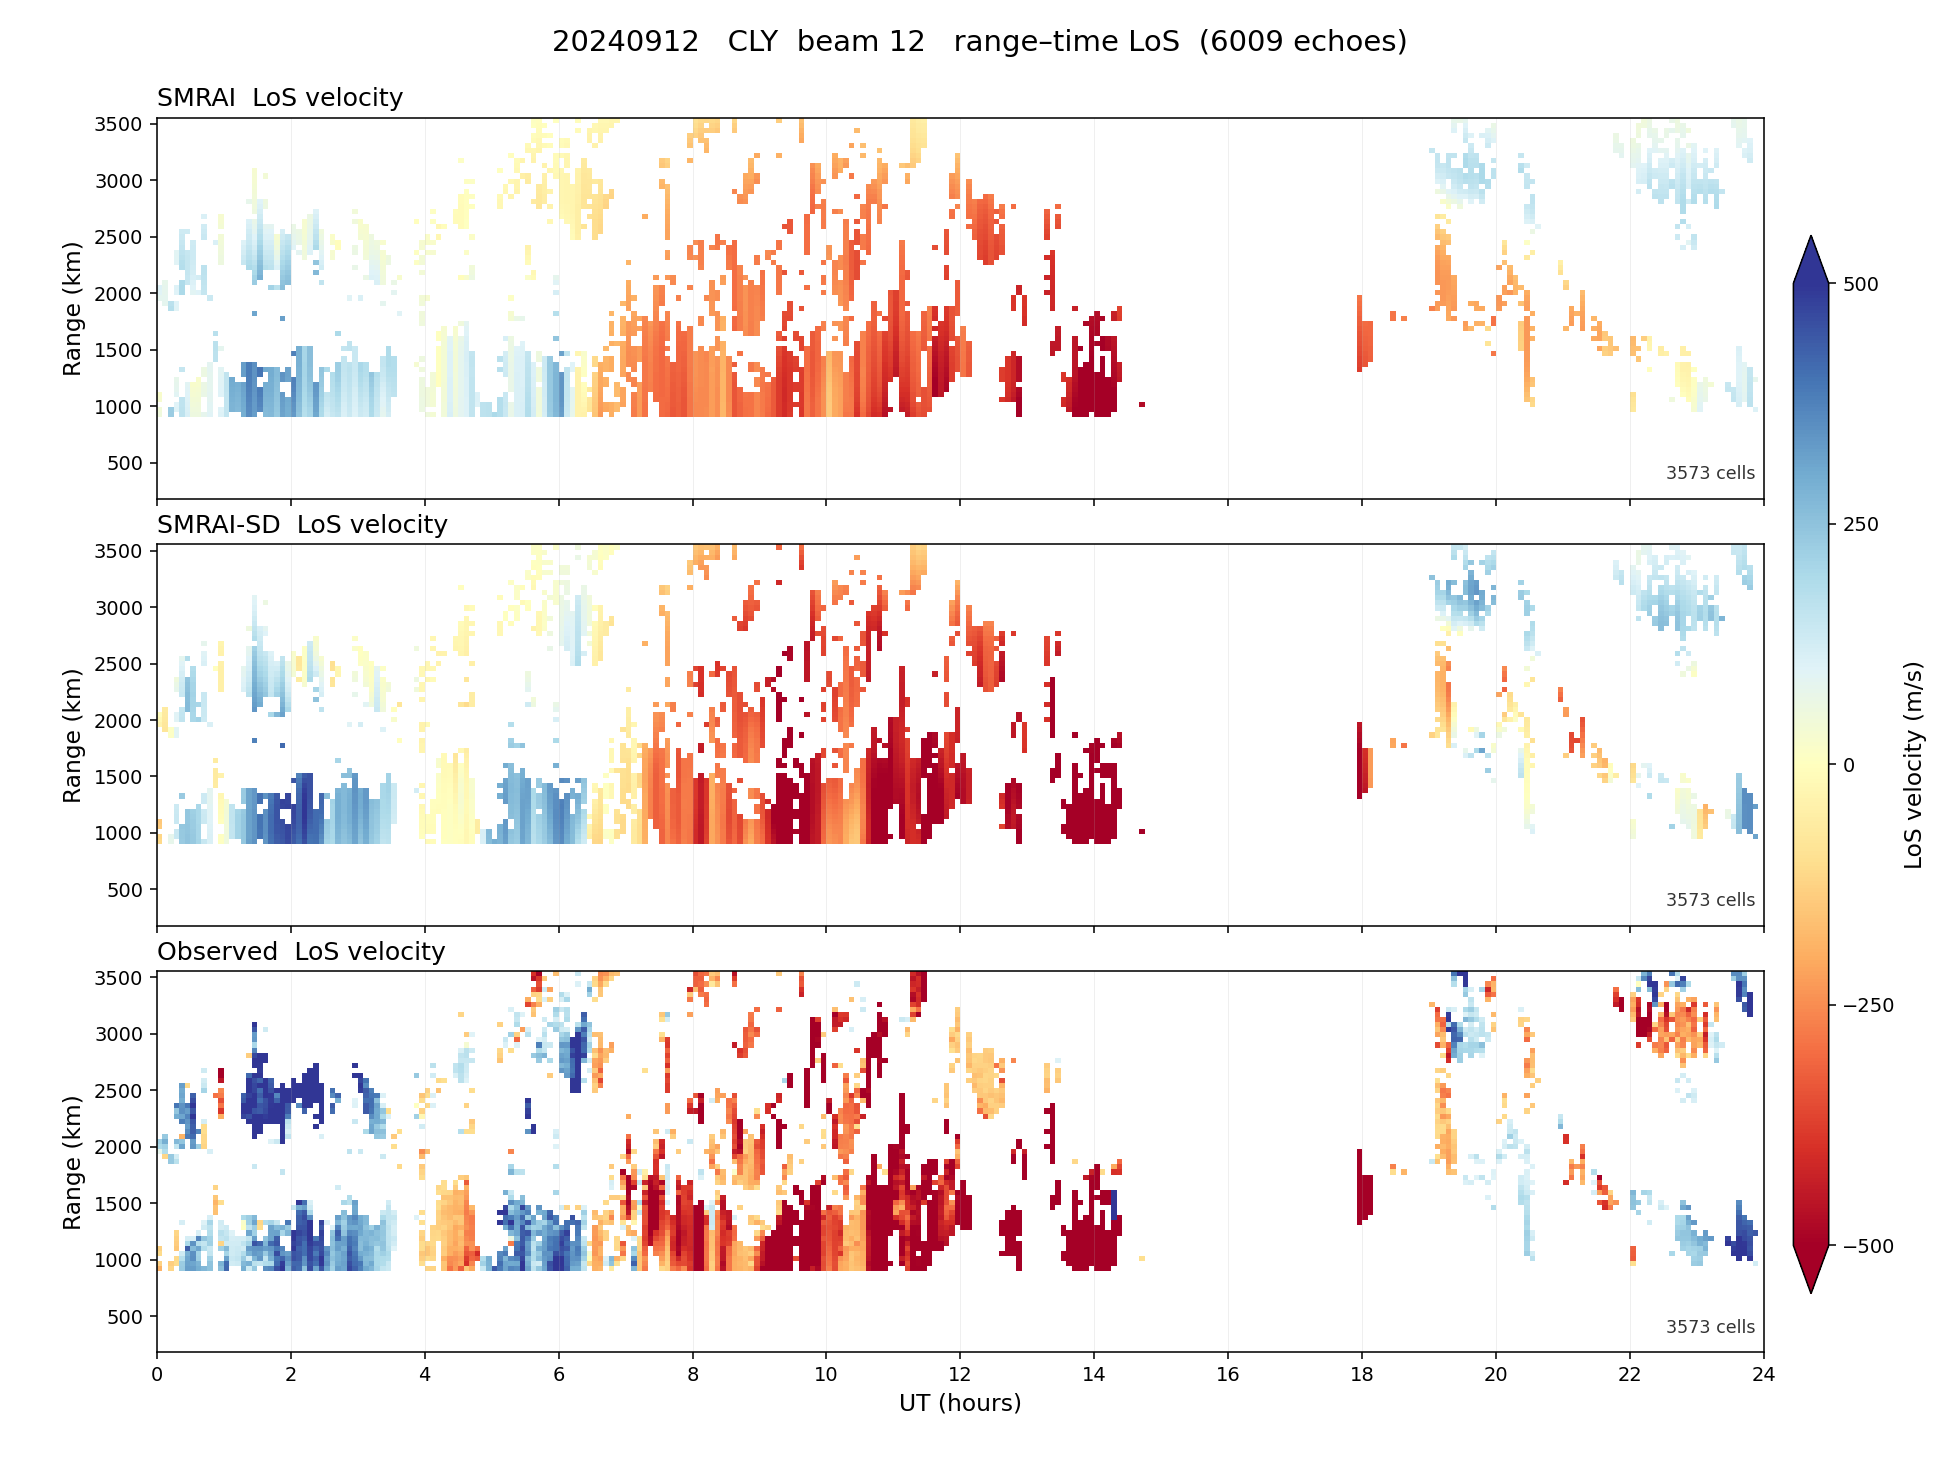 20240912   CLY  beam 12   range–time LoS  (6009 echoes)
SMRAI  LoS velocity
3500
3000
2500
2000
1500
1000
500
Range (km)
3573 cells
SMRAI-SD  LoS velocity
3500
3000
2500
2000
1500
1000
500
Range (km)
3573 cells
Observed  LoS velocity
3500
3000
2500
2000
1500
1000
500
Range (km)
3573 cells
0 2 4 6 8 10 12 14 16 18 20 22 24
UT (hours)
500
250
0
−250
−500
LoS velocity (m/s)